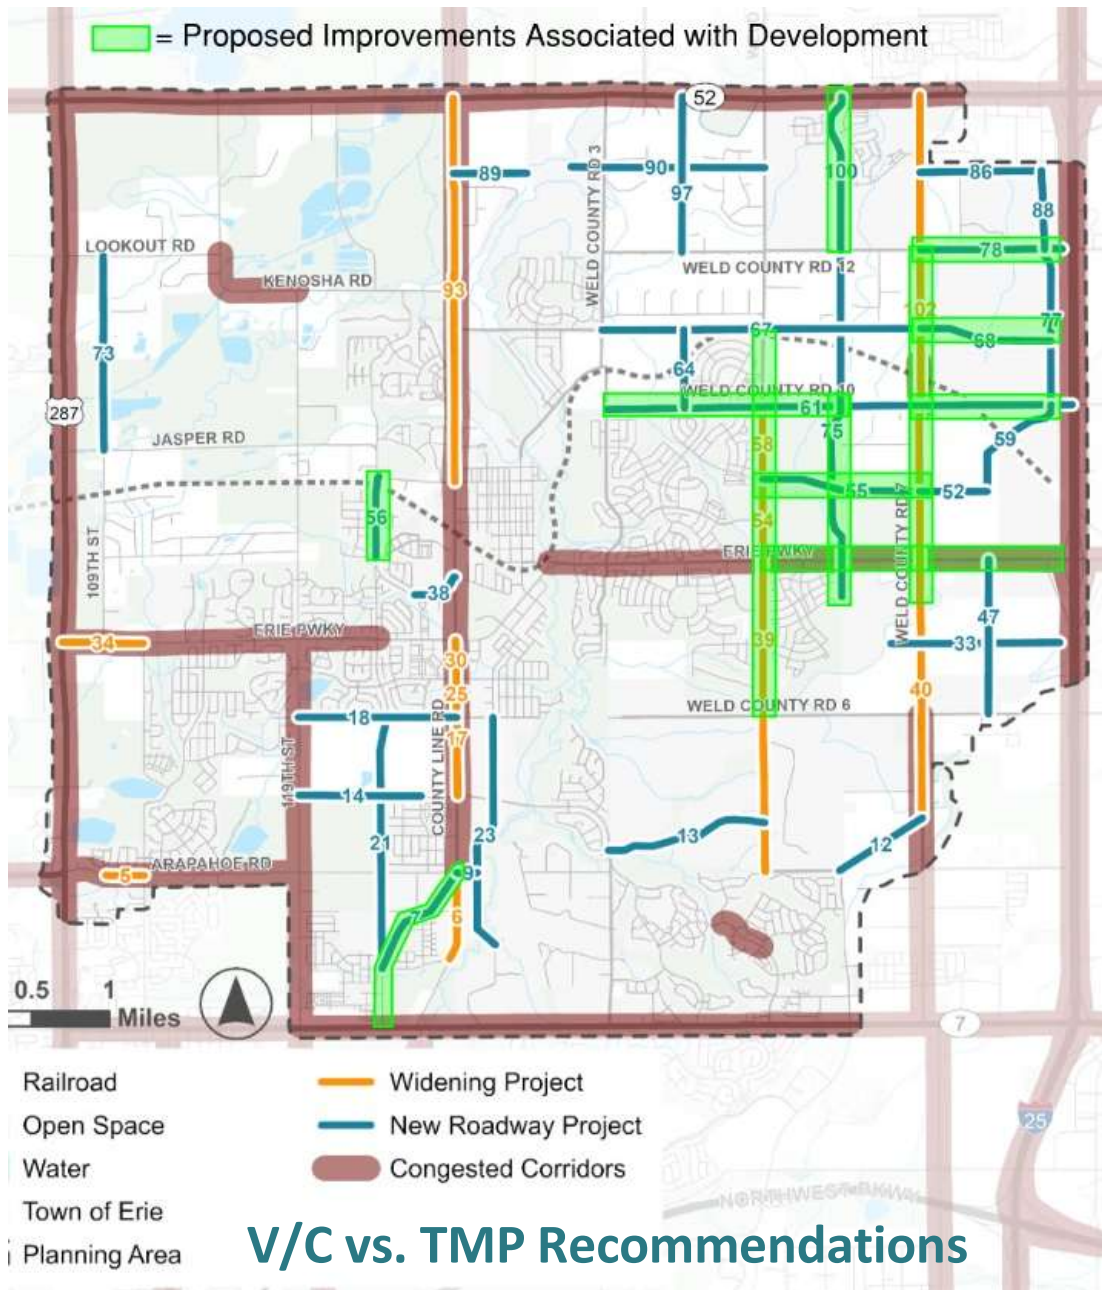 = Proposed Improvements Associated with Development
52
89
90
97
100
86
88
WELD COUNTY RD 3
LOOKOUT RD
KENOSHA RD
WELD COUNTY RD 12
78
93
102
73
67
68
77
64
WELD COUNTY RD 10
61
287
JASPER RD
58
75
59
55
52
56
54
109TH ST
ERIE PWKY
WELD COUNTY RD 7
38
34
ERIE PWKY
30
39
47
33
25
40
18
WELD COUNTY RD 6
17
119TH ST
COUNTY LINE RD
14
21
23
13
12
ARAPAHOE RD
5
9
7
6
0.5
1
Miles
7
Railroad
Widening Project
Open Space
New Roadway Project
Water
Congested Corridors
Town of Erie
Planning Area
25
NORTHWEST PKWY
V/C vs. TMP Recommendations